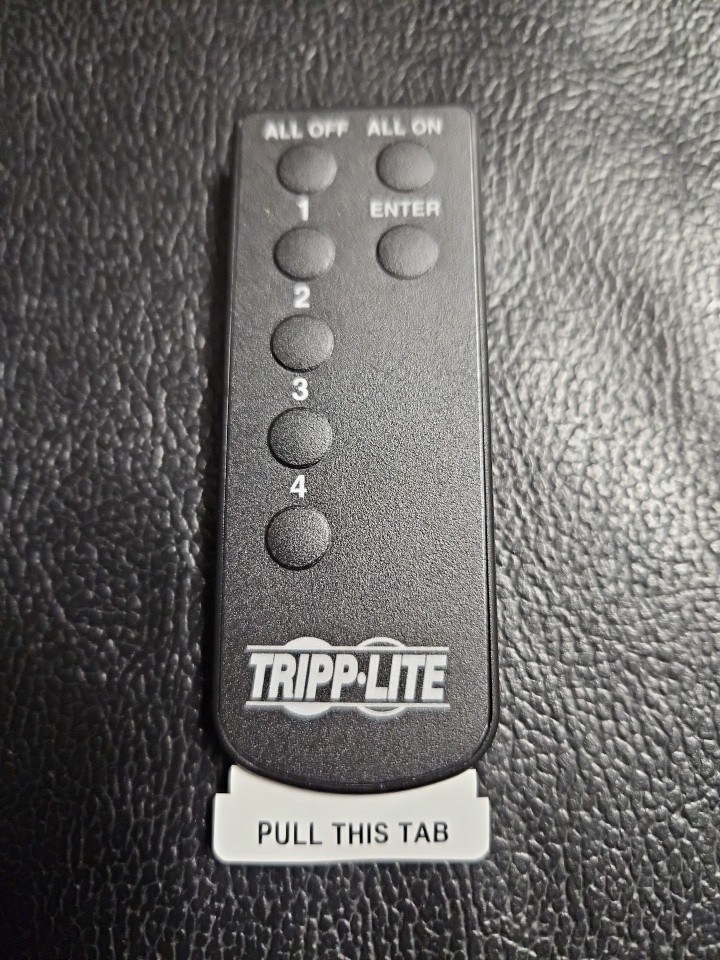 ALL OFF ALL ON
1 ENTER
2
3
4
TRIPP·LITE
PULL THIS TAB